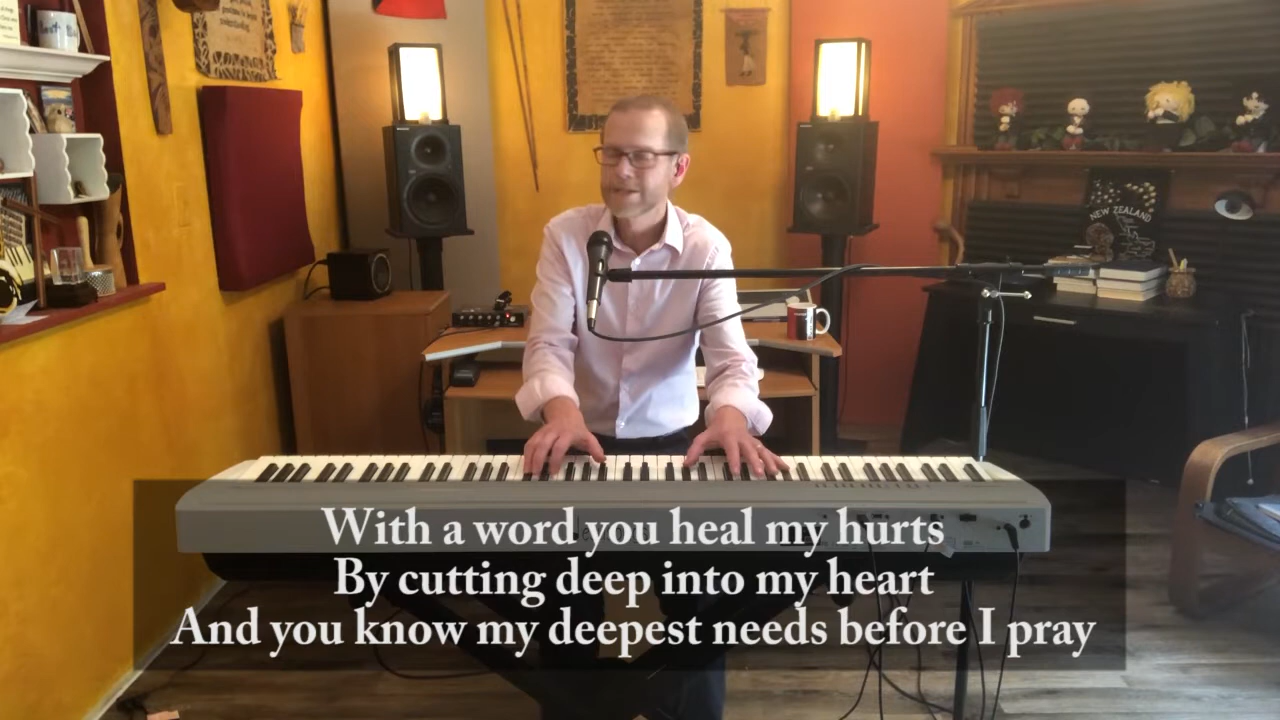 NEW ZEALAND
With a word you heal my hurts
By cutting deep into my heart
And you know my deepest needs before I pray